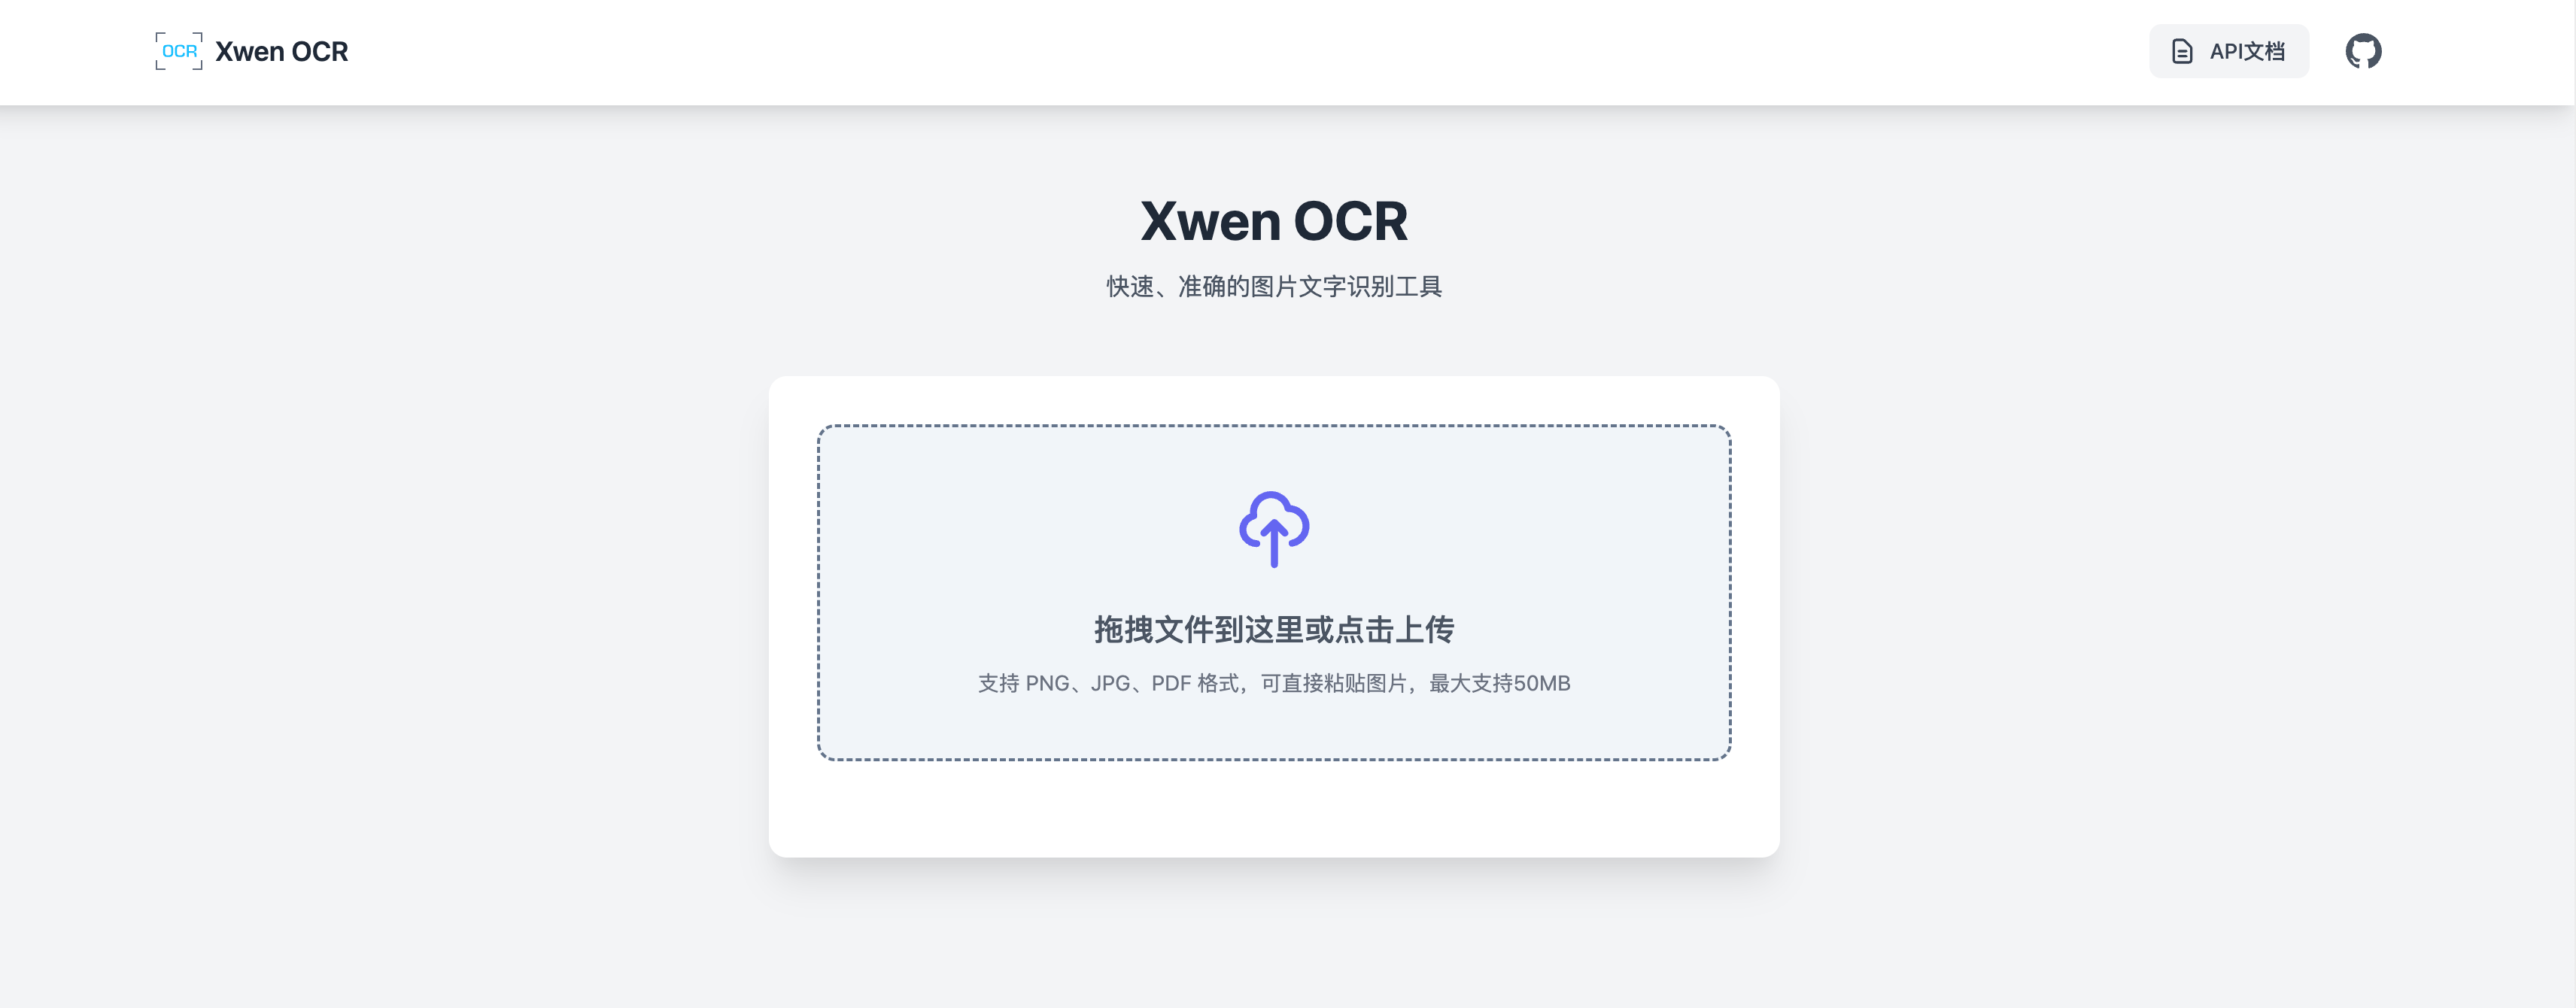 OCR Xwen OCR
API文档
Xwen OCR
快速、准确的图片文字识别工具
拖拽文件到这里或点击上传
支持 PNG、JPG、PDF 格式，可直接粘贴图片，最大支持50MB